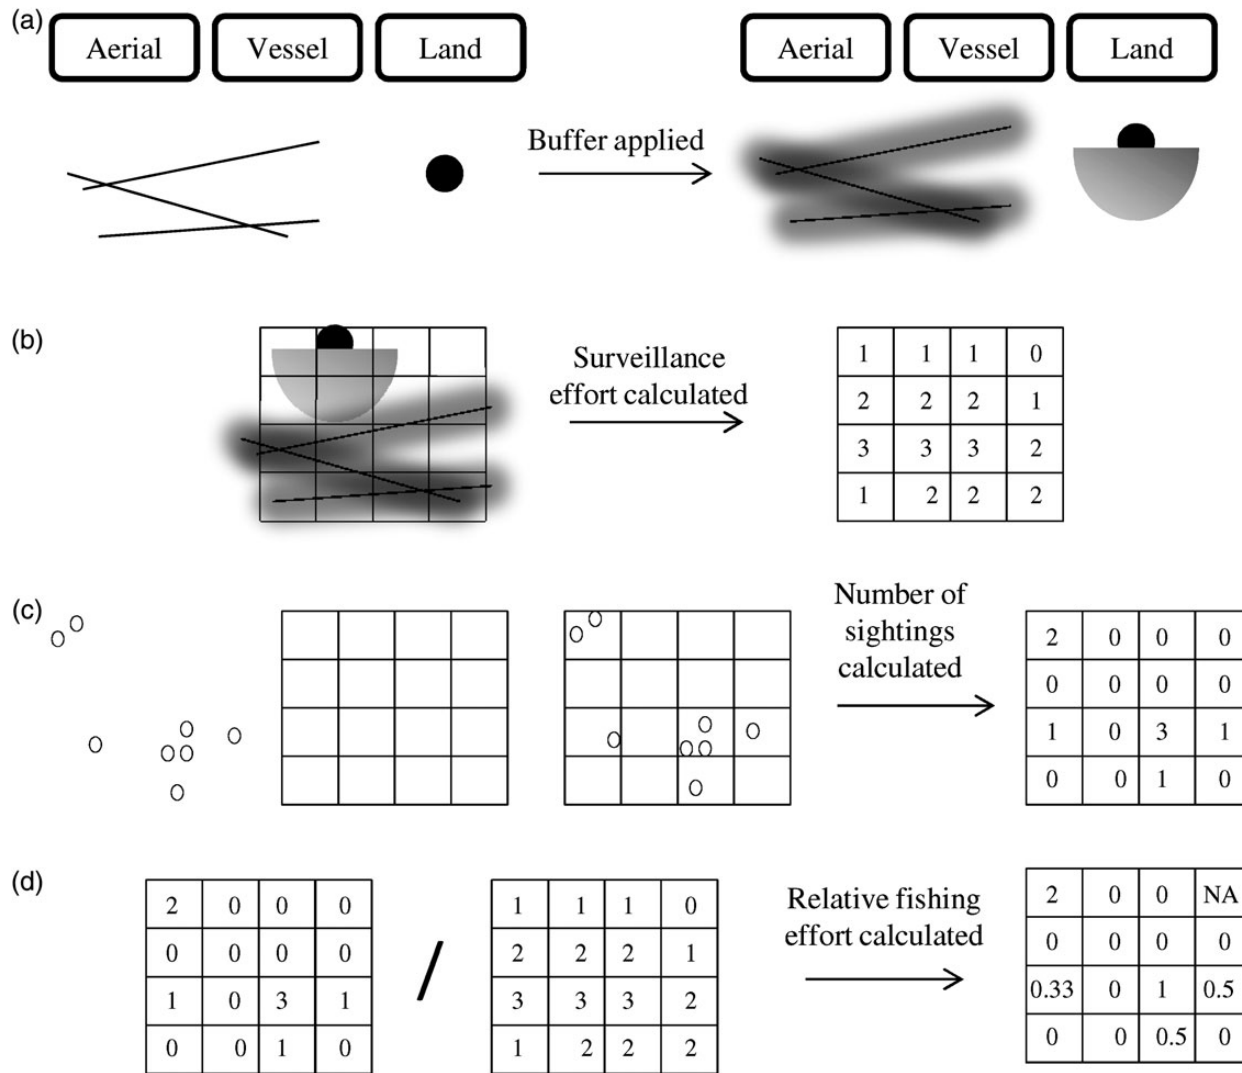 (a)
Aerial Vessel Land
Aerial Vessel Land
Buffer applied
(b)
Surveillance
effort calculated
1 1 1 0
2 2 2 1
3 3 3 2
1 2 2 2
(c)
Number of
sightings
calculated
2 0 0 0
0 0 0 0
1 0 3 1
0 0 1 0
(d)
2 0 0 0
0 0 0 0
1 0 3 1
0 0 1 0
/
1 1 1 0
2 2 2 1
3 3 3 2
1 2 2 2
Relative fishing
effort calculated
2 0 0 NA
0 0 0 0
0.33 0 1 0.5
0 0 0.5 0